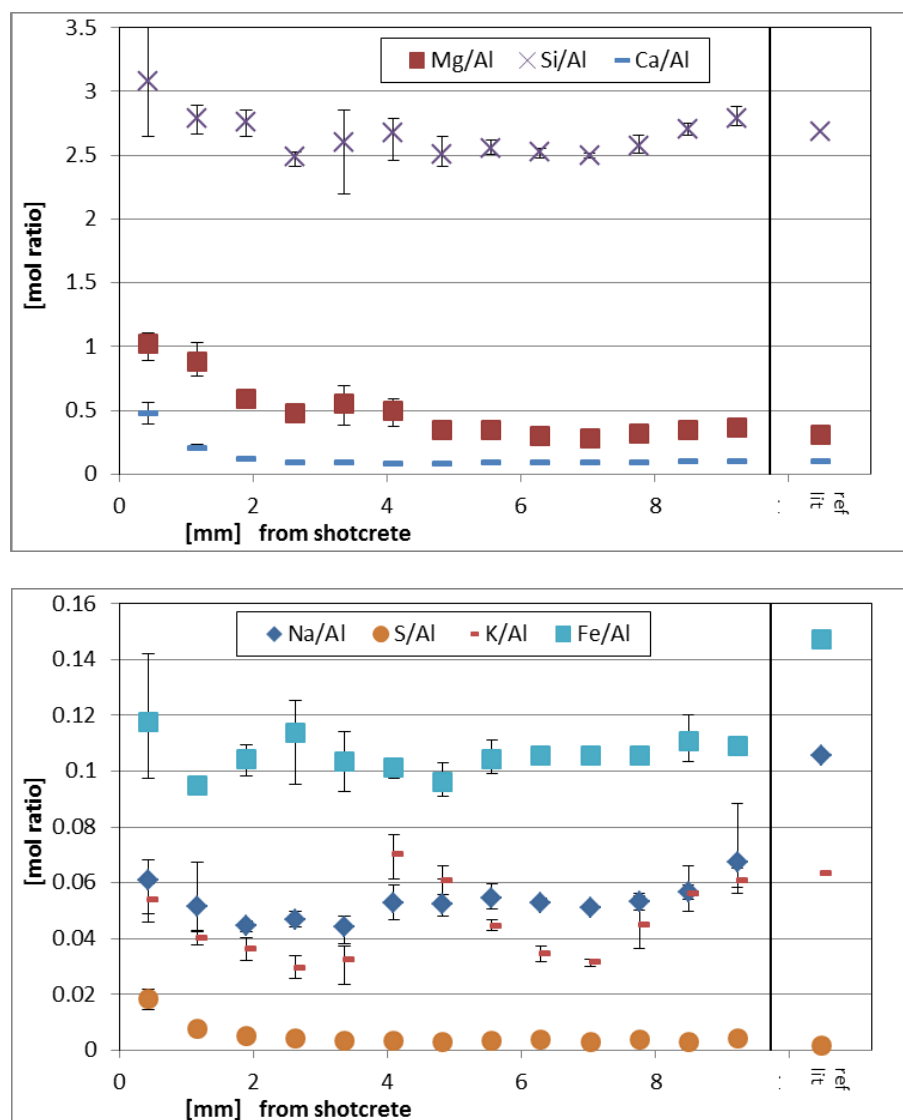 3.5
Mg/Al Si/Al Ca/Al
3
2.5
2
1.5
1
0.5
0
[mol ratio]
0 2 4 6 8
ref
lit
[mm] from shotcrete
0.16
Na/Al S/Al K/Al Fe/Al
0.14
0.12
0.1
0.08
0.06
0.04
0.02
0
[mol ratio]
0 2 4 6 8
ref
lit
[mm] from shotcrete